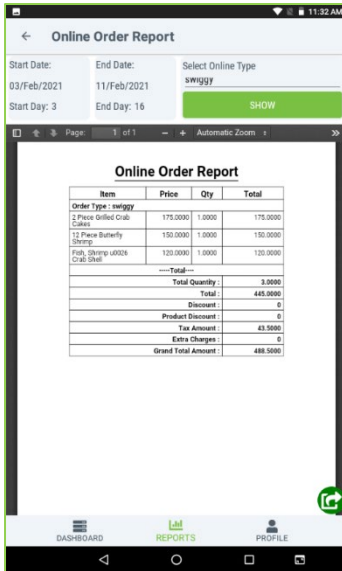 11:32 AM
Online Order Report
Start Date: End Date: Select Online Type
swiggy
03/Feb/2021 11/Feb/2021
Start Day: 3 End Day: 16 SHOW
Page: 1 of 1 Automatic Zoom
Online Order Report
Item Price Qty Total
Order Type : swiggy
2 Piece Grilled Crab Cakes 175.0000 1.0000 175.0000
12 Piece Butterfly Shrimp 150.0000 1.0000 150.0000
Fish, Shrimp u0026 Crab Shell 120.0000 1.0000 120.0000
-----Total----
Total Quantity : 3.0000
Total : 445.0000
Discount : 0
Product Discount : 0
Tax Amount : 43.5000
Extra Charges : 0
Grand Total Amount : 488.5000
DASHBOARD REPORTS PROFILE